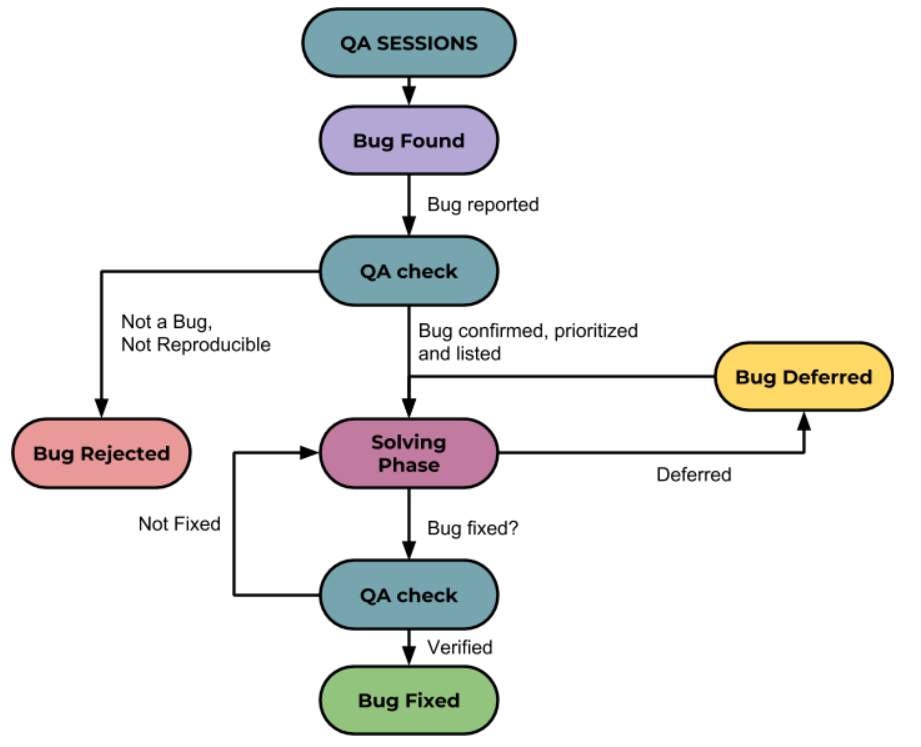 QA SESSIONS
Bug Found
Bug reported
QA check
Not a Bug,
Not Reproducible
Bug confirmed, prioritized
and listed
Bug Deferred
Bug Rejected
Solving
Phase
Deferred
Not Fixed
Bug fixed?
QA check
Verified
Bug Fixed